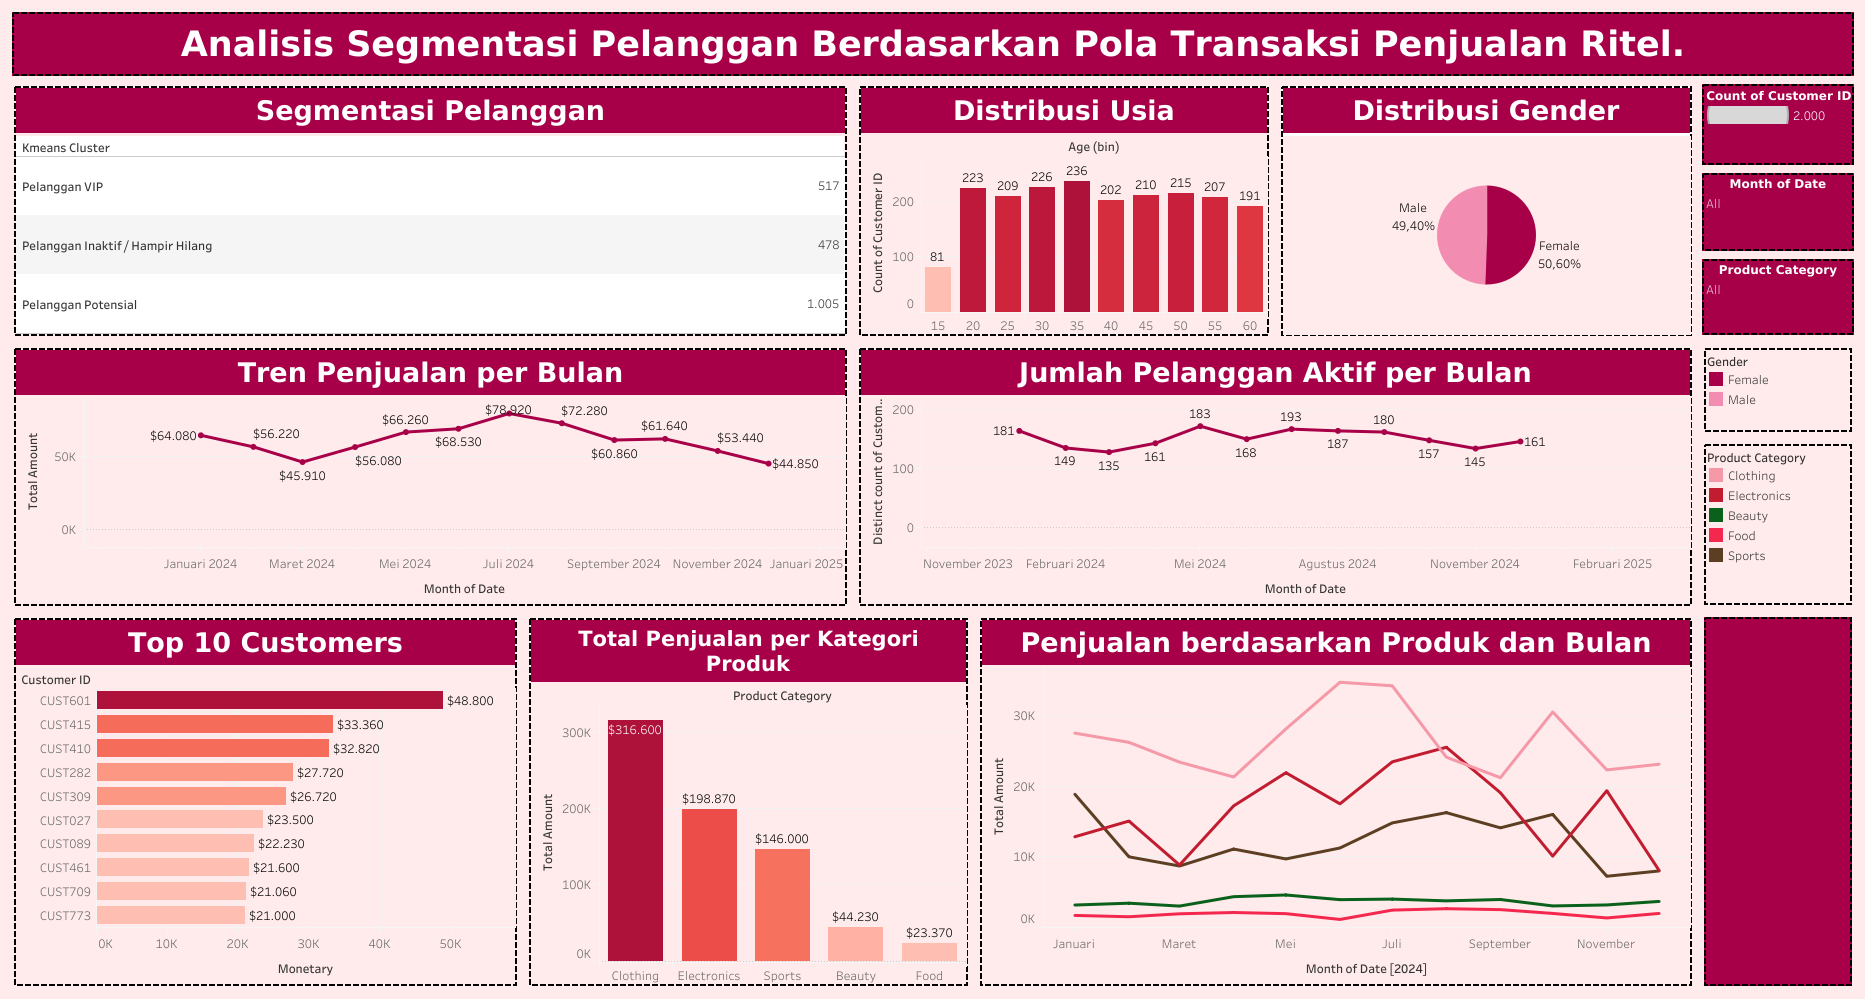 Analisis Segmentasi Pelanggan Berdasarkan Pola Transaksi Penjualan Ritel.
Segmentasi Pelanggan
Kmeans Cluster
Pelanggan VIP 517
Pelanggan Inaktif / Hampir Hilang 478
Pelanggan Potensial 1.005
Distribusi Usia
Age (bin)
Count of Customer ID
200
100
0
81 223 209 226 236 202 210 215 207 191
15 20 25 30 35 40 45 50 55 60
Distribusi Gender
Male
49,40%
Female
50,60%
Count of Customer ID
2.000
Month of Date
All
Product Category
All
Tren Penjualan per Bulan
Total Amount
50K
0K
$64.080 $56.220 $45.910 $56.080 $66.260 $68.530 $78.920 $72.280 $60.860 $61.640 $53.440 $44.850
Januari 2024 Maret 2024 Mei 2024 Juli 2024 September 2024 November 2024 Januari 2025
Month of Date
Jumlah Pelanggan Aktif per Bulan
Distinct count of Custom..
200
100
0
181 149 135 161 183 168 193 187 180 157 145 161
November 2023 Februari 2024 Mei 2024 Agustus 2024 November 2024 Februari 2025
Month of Date
Gender
Female
Male
Product Category
Clothing
Electronics
Beauty
Food
Sports
Top 10 Customers
Customer ID
CUST601 $48.800
CUST415 $33.360
CUST410 $32.820
CUST282 $27.720
CUST309 $26.720
CUST027 $23.500
CUST089 $22.230
CUST461 $21.600
CUST709 $21.060
CUST773 $21.000
0K 10K 20K 30K 40K 50K
Monetary
Total Penjualan per Kategori
Produk
Product Category
Total Amount
300K
200K
100K
0K
$316.600 $198.870 $146.000 $44.230 $23.370
Clothing Electronics Sports Beauty Food
Penjualan berdasarkan Produk dan Bulan
Total Amount
30K
20K
10K
0K
Januari Maret Mei Juli September November
Month of Date [2024]